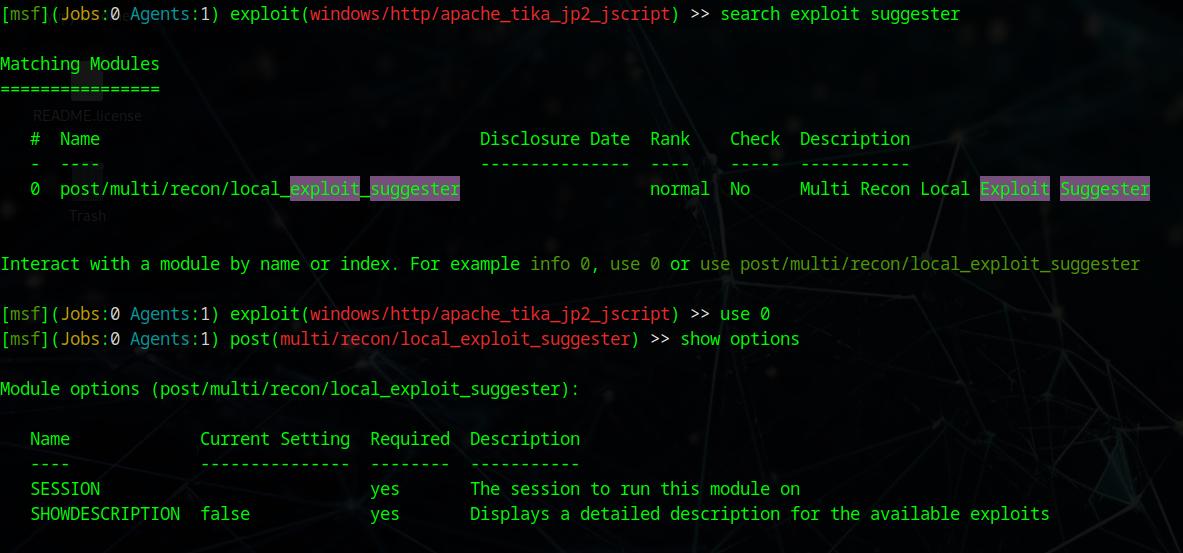 [msf](Jobs:0 Agents:1) exploit(windows/http/apache_tika_jp2_jscript) >> search exploit suggester
Matching Modules
================
README.license
#  Name                                      Disclosure Date  Rank    Check  Description
-  ----                                      ---------------  ----    -----  -----------
0  post/multi/recon/local_exploit_suggester                   normal  No     Multi Recon Local Exploit Suggester
Trash
Interact with a module by name or index. For example info 0, use 0 or use post/multi/recon/local_exploit_suggester
[msf](Jobs:0 Agents:1) exploit(windows/http/apache_tika_jp2_jscript) >> use 0
[msf](Jobs:0 Agents:1) post(multi/recon/local_exploit_suggester) >> show options
Module options (post/multi/recon/local_exploit_suggester):
Name             Current Setting  Required  Description
----             ---------------  --------  -----------
SESSION                           yes       The session to run this module on
SHOWDESCRIPTION  false            yes       Displays a detailed description for the available exploits